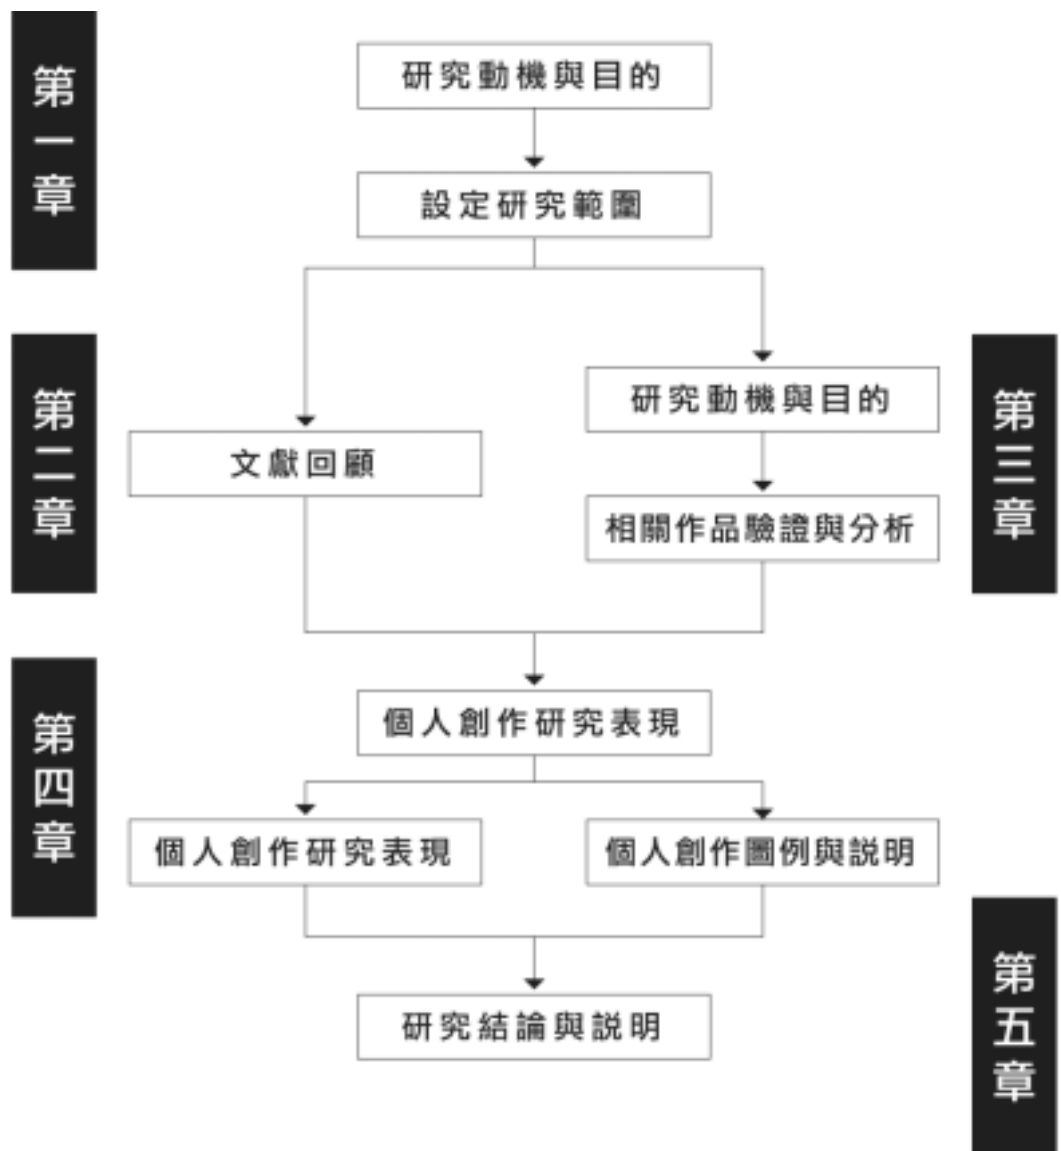 第一章
研究動機與目的
設定研究範圍
第二章
文獻回顧
第三章
研究動機與目的
相關作品驗證與分析
第四章
個人創作研究表現
個人創作研究表現
個人創作圖例與説明
第五章
研究結論與説明